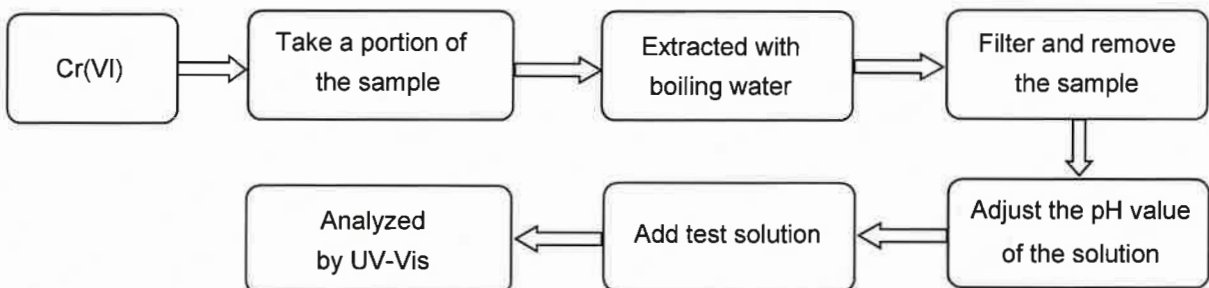 Cr(VI)
Take a portion of
the sample
Extracted with
boiling water
Filter and remove
the sample
Adjust the pH value
of the solution
Add test solution
Analyzed
by UV-Vis